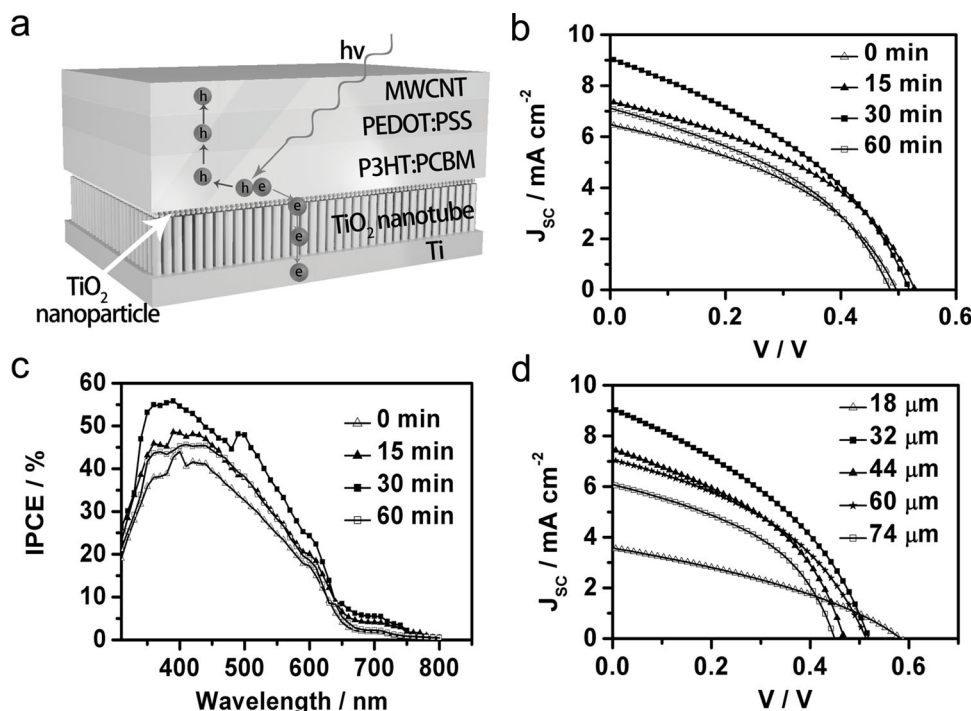 a
hv
MWCNT
PEDOT:PSS
P3HT:PCBM
TiO2 nanotube
Ti
TiO2
nanoparticle
h
h
h
h e
e
e
e
b
JSC / mA cm-2
10
8
6
4
2
0
0.0 0.2 0.4 0.6
V / V
0 min
15 min
30 min
60 min
c
IPCE / %
60
50
40
30
20
10
0
400 500 600 700 800
Wavelength / nm
0 min
15 min
30 min
60 min
d
JSC / mA cm-2
10
8
6
4
2
0
0.0 0.2 0.4 0.6
V / V
18 μm
32 μm
44 μm
60 μm
74 μm